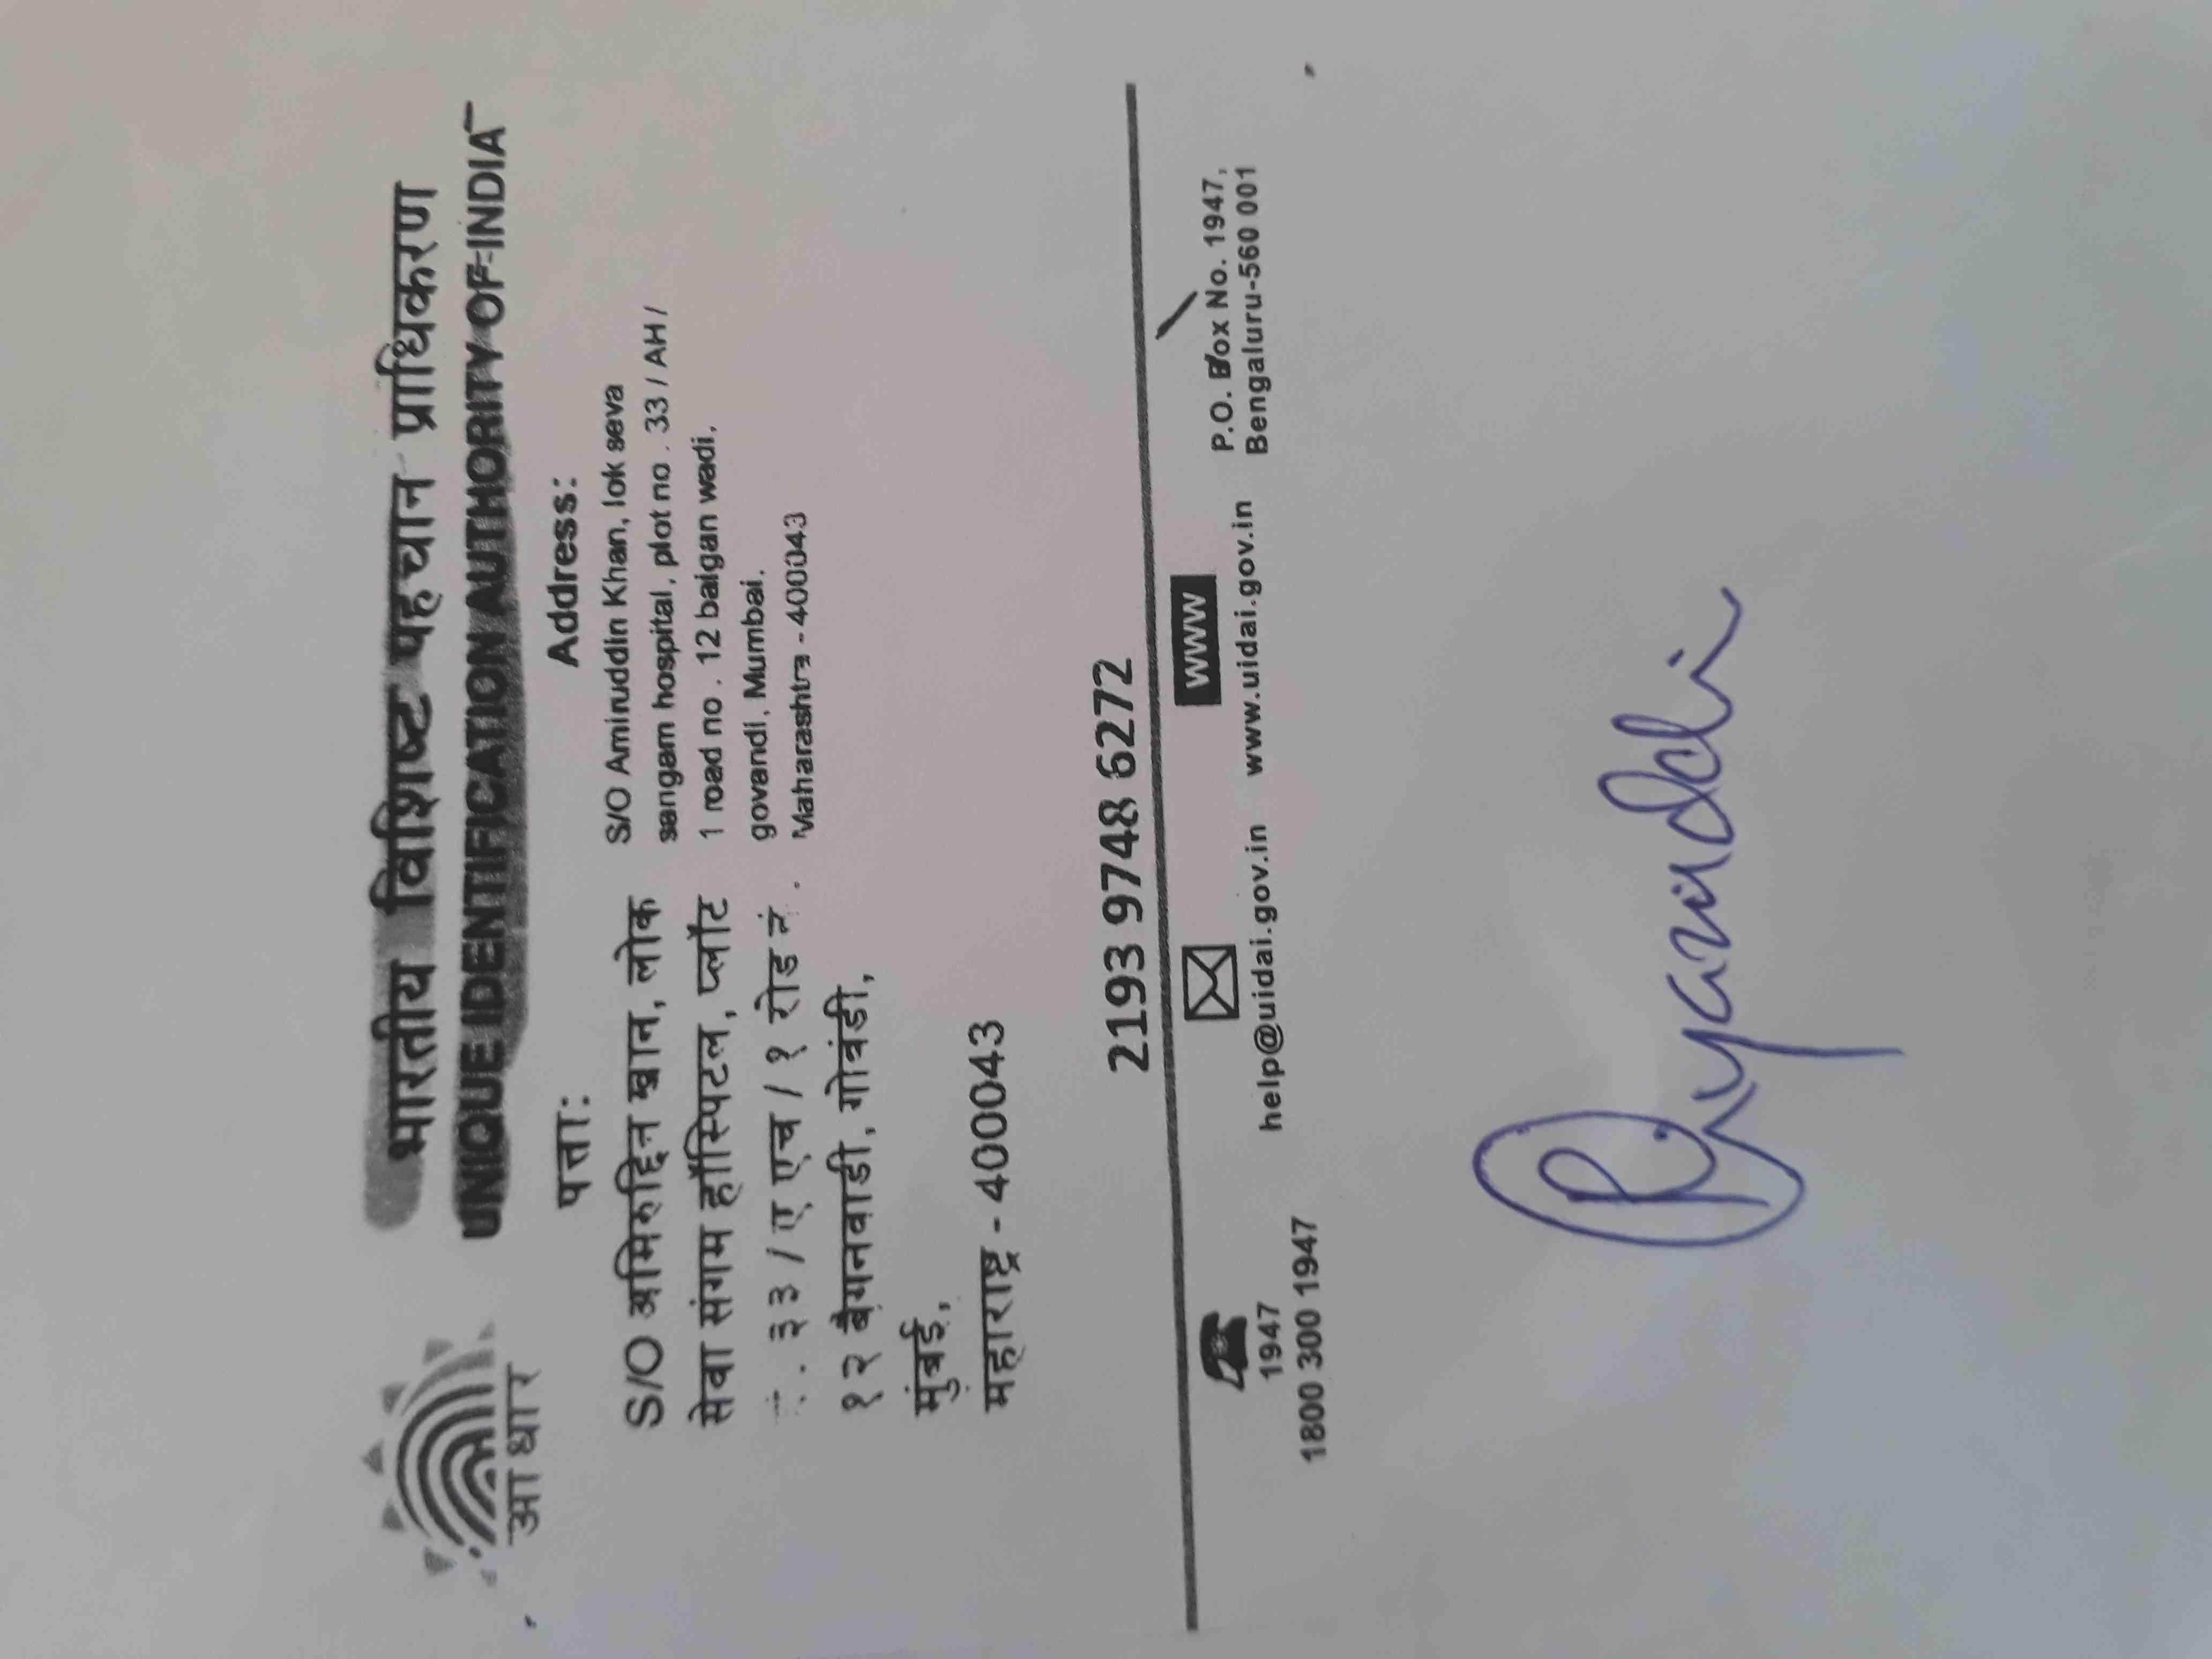 भारतीय विशिष्ट पहचान प्राधिकरण
UNIQUE IDENTIFICATION AUTHORITY OF INDIA
आधार
पत्ता:
S/O अमिरुद्दिन खान, लोक
सेवा संगम हॉस्पिटल, प्लॉट
. ३३ / ए एच / १ रोड नं .
१२ बैगनवाडी, गोवंडी,
मुंबई,
महाराष्ट्र - 400043
Address:
S/O Amiruddin Khan, lok seva
sangam hospital, plot no . 33 / AH /
1 road no . 12 baigan wadi,
govandi, Mumbai,
Maharashtra - 400043
2193 9748 6272
1947
1800 300 1947
help@uidai.gov.in
WWW
www.uidai.gov.in
P.O. Box No. 1947,
Bengaluru-560 001